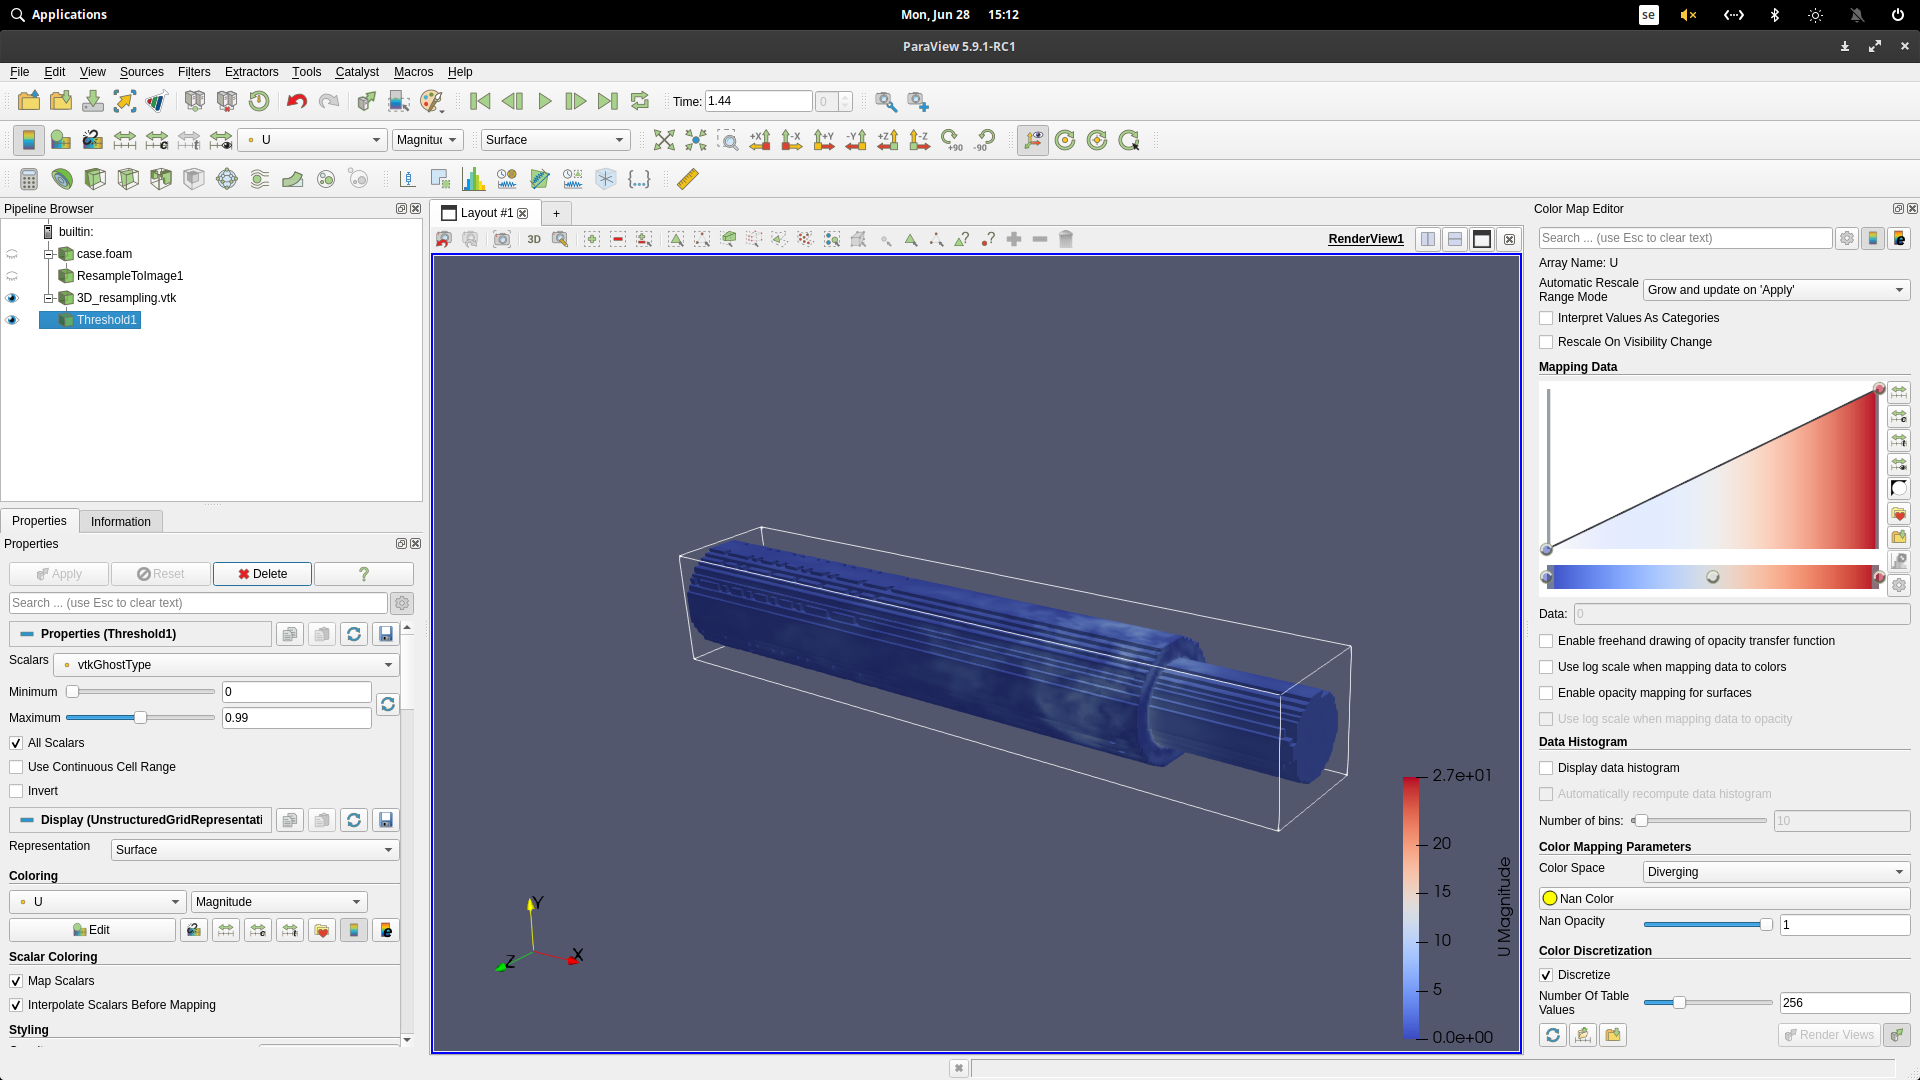 Applications
Mon, Jun 28 15:12
se
ParaView 5.9.1-RC1
File Edit View Sources Filters Extractors Tools Catalyst Macros Help
Time: 1.44 0
U Magnituc Surface
+X -X +Y -Y +Z -Z +90 -90
Pipeline Browser
builtin:
case.foam
ResampleToImage1
3D_resampling.vtk
Threshold1
Properties Information
Properties
Apply Reset Delete ?
Search ... (use Esc to clear text)
Properties (Threshold1)
Scalars vtkGhostType
Minimum 0
Maximum 0.99
All Scalars
Use Continuous Cell Range
Invert
Display (UnstructuredGridRepresentati
Representation Surface
Coloring
U Magnitude
Edit
Scalar Coloring
Map Scalars
Interpolate Scalars Before Mapping
Styling
Layout #1 +
3D
RenderView1
Y
X
Z
2.7e+01
20
15
10
5
0.0e+00
U Magnitude
Color Map Editor
Search ... (use Esc to clear text)
Array Name: U
Automatic Rescale
Range Mode
Grow and update on 'Apply'
Interpret Values As Categories
Rescale On Visibility Change
Mapping Data
Data: 0
Enable freehand drawing of opacity transfer function
Use log scale when mapping data to colors
Enable opacity mapping for surfaces
Use log scale when mapping data to opacity
Data Histogram
Display data histogram
Automatically recompute data histogram
Number of bins: 10
Color Mapping Parameters
Color Space Diverging
Nan Color
Nan Opacity 1
Color Discretization
Discretize
Number Of Table
Values
256
Render Views